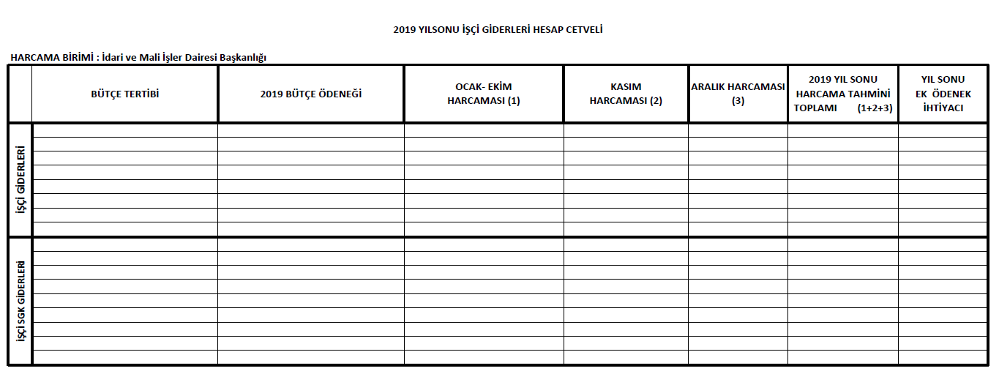 2019 YILSONU İŞÇİ GİDERLERİ HESAP CETVELİ
HARCAMA BİRİMİ : İdari ve Mali İşler Dairesi Başkanlığı
BÜTÇE TERTİBİ
2019 BÜTÇE ÖDENEĞİ
OCAK- EKİM
HARCAMASI (1)
KASIM
HARCAMASI (2)
ARALIK HARCAMASI
(3)
2019 YIL SONU
HARCAMA TAHMİNİ
TOPLAMI (1+2+3)
YIL SONU
EK ÖDENEK
İHTİYACI
İŞÇİ GİDERLERİ
İŞÇİ SGK GİDERLERİ